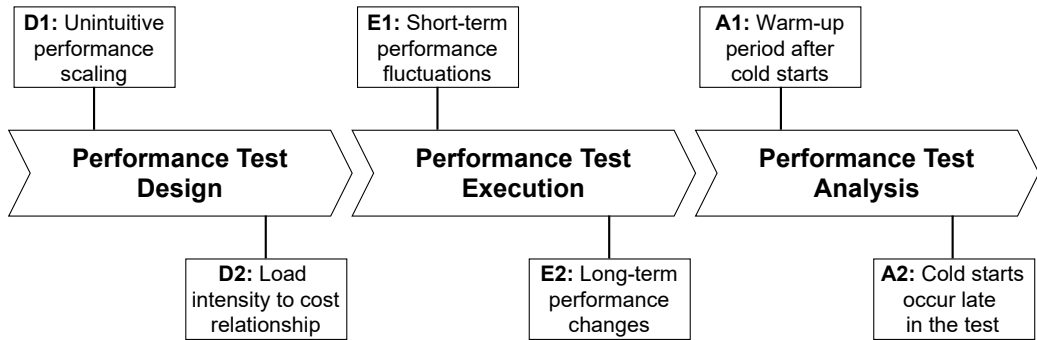 D1: Unintuitive
performance
scaling
E1: Short-term
performance
fluctuations
A1: Warm-up
period after
cold starts
Performance Test
Design
Performance Test
Execution
Performance Test
Analysis
D2: Load
intensity to cost
relationship
E2: Long-term
performance
changes
A2: Cold starts
occur late
in the test